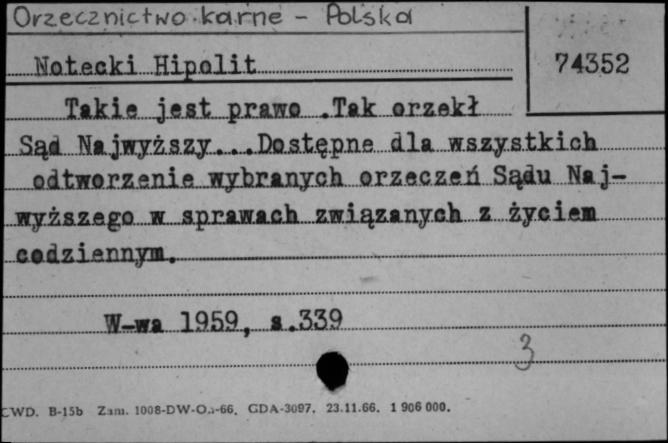 Orzecznictwo karne - Polska
Notecki Hipolit
74352
Takie jest prawo .Tak orzekł
Sąd Najwyższy...Dostępne dla wszystkich
odtworzenie wybranych orzeczeń Sądu Naj-
wyższego w sprawach związanych z życiem
codziennym.
W-wa 1959, s.339
3
CWD. B-15b Zam. 1008-DW-O.-66. GDA-3097. 23.11.66. 1 906 000.